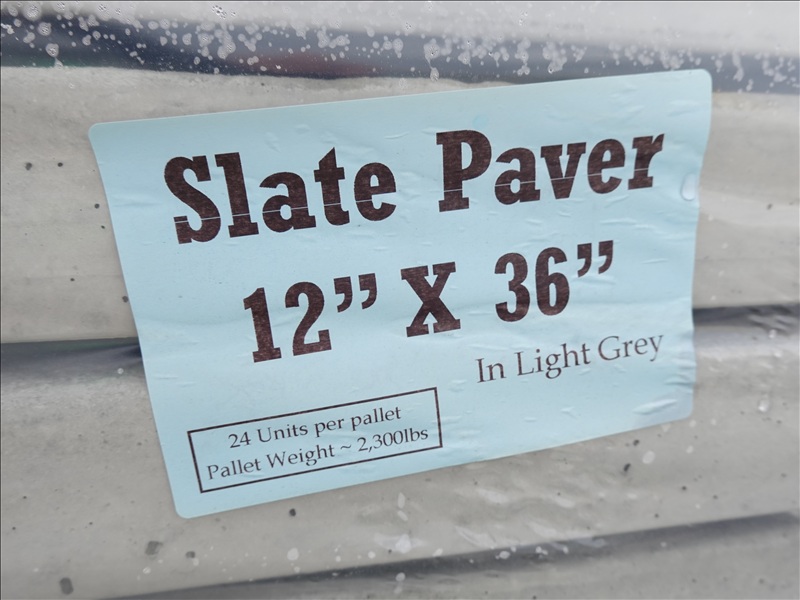 Slate Paver
12” X 36”
In Light Grey
24 Units per pallet
Pallet Weight ~ 2,300lbs